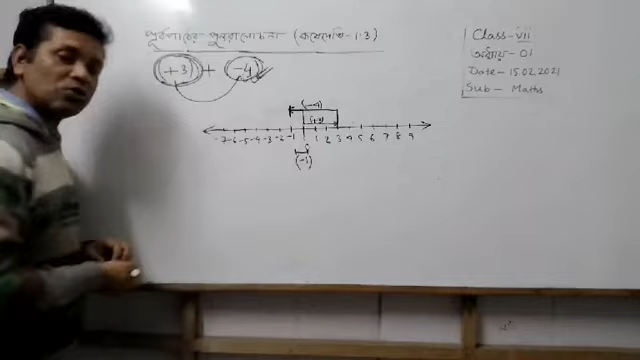 পূর্বপাঠের পুনরালোচনা (কষে দেখি-1.3)
Class-vii
অধ্যায়-01
Date-15.02.2021
Sub-Maths
+3 + -4
(-4)
(+3)
-7 -6 -5 -4 -3 -2 -1 0 1 2 3 4 5 6 7 8 9
(-1)